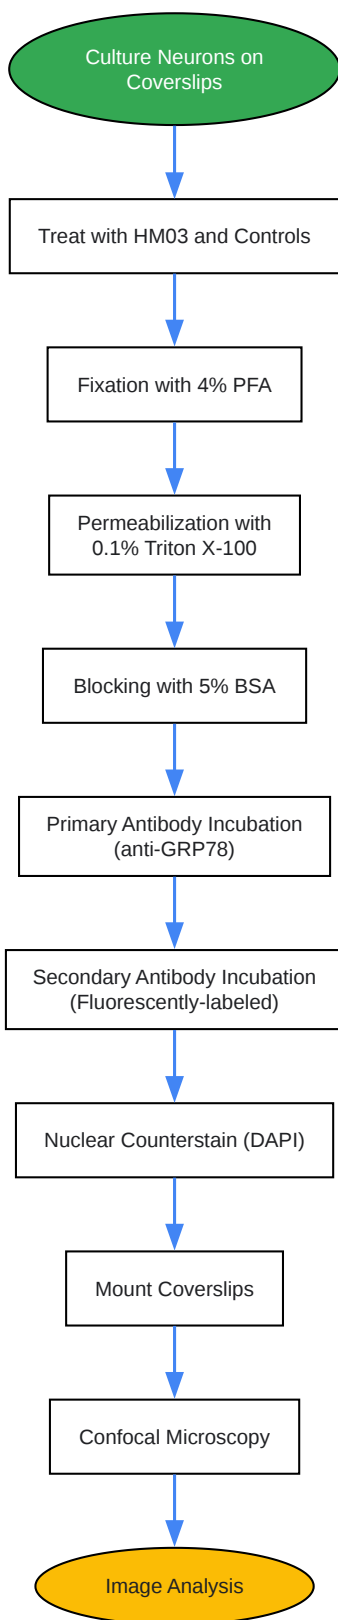 Culture Neurons on
Coverslips
Treat with HM03 and Controls
Fixation with 4% PFA
Permeabilization with
0.1% Triton X-100
Blocking with 5% BSA
Primary Antibody Incubation
(anti-GRP78)
Secondary Antibody Incubation
(Fluorescently-labeled)
Nuclear Counterstain (DAPI)
Mount Coverslips
Confocal Microscopy
Image Analysis